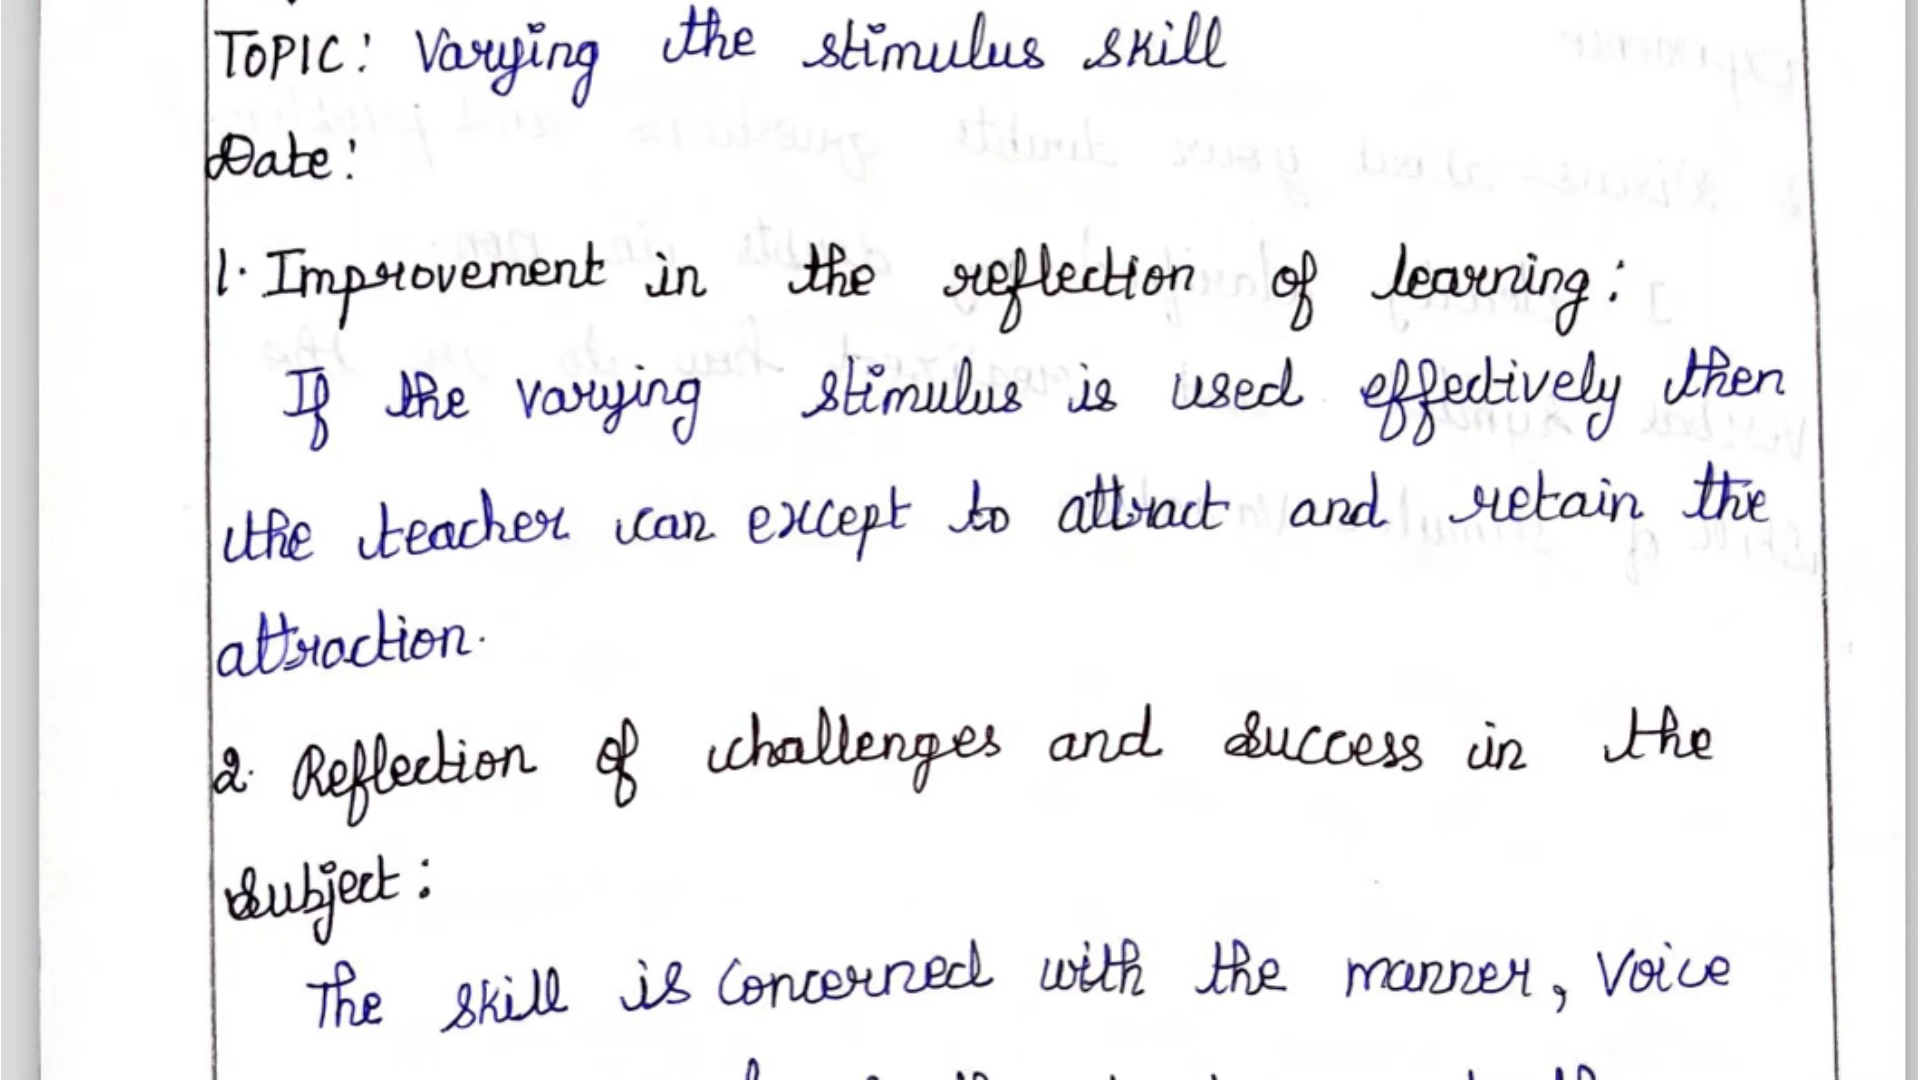 TOPIC: Varying the stimulus skill
Date:
1. Improvement in the reflection of learning:
If the varying stimulus is used effectively then
the teacher can except to attract and retain the
attraction.
2. Reflection of challenges and success in the
subject:
The skill is concerned with the manner, Voice